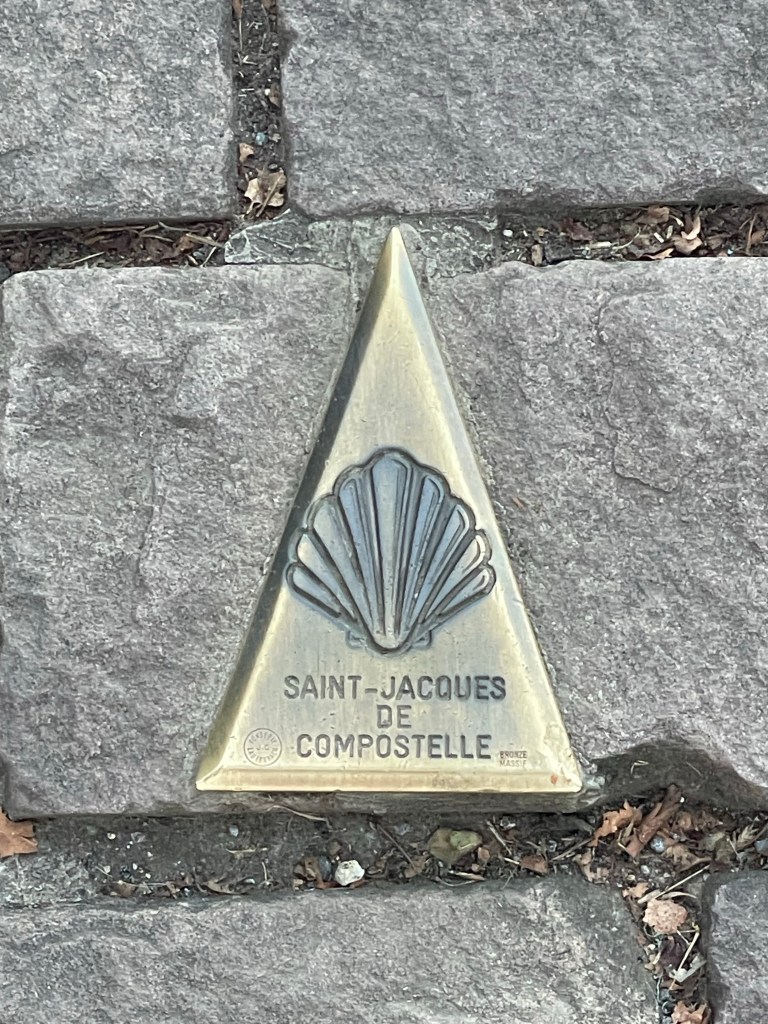 SAINT-JACQUES
DE
COMPOSTELLE
BRONZE
MASSIF